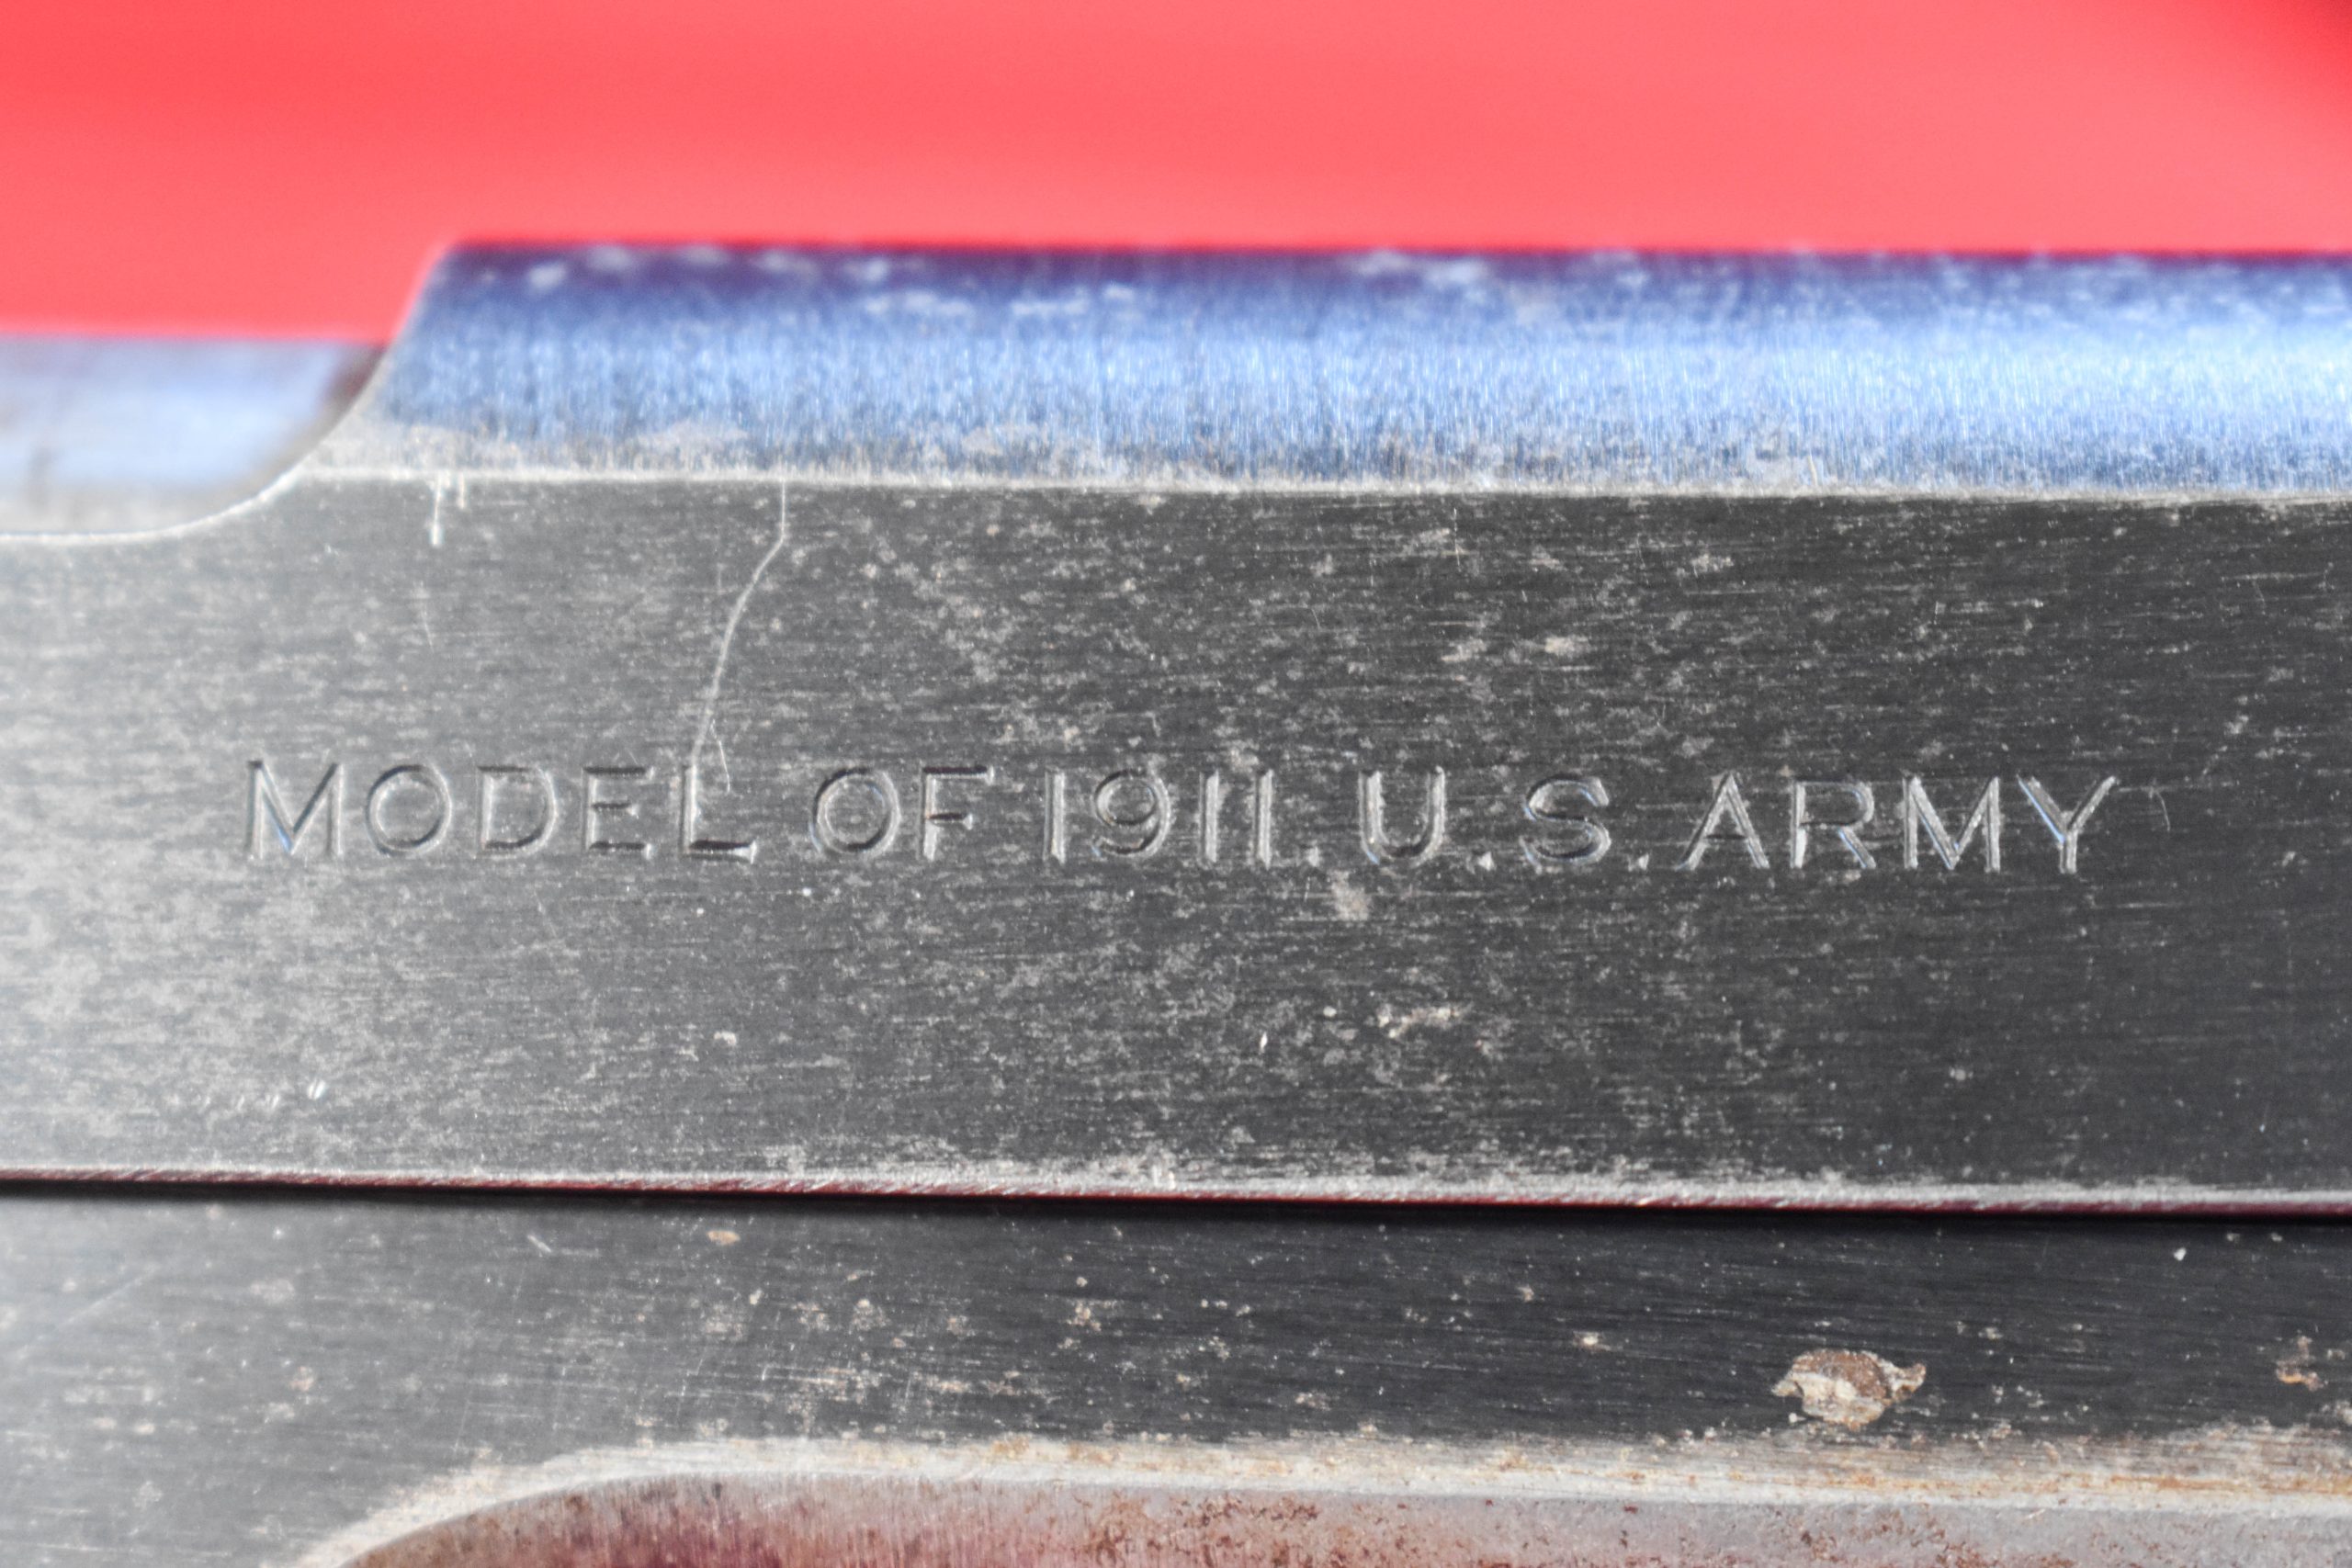 MODEL OF 1911. U.S. ARMY